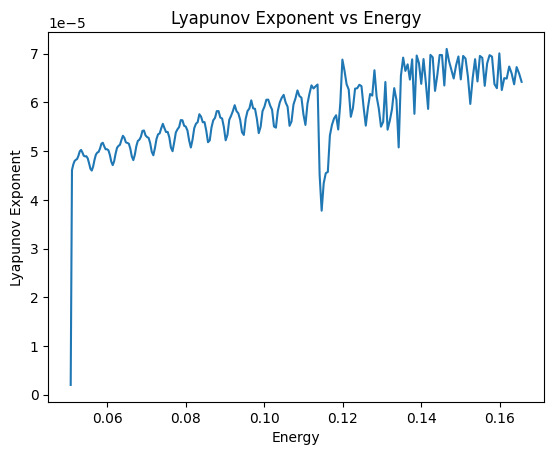 Lyapunov Exponent vs Energy
1e−5
7
6
5
4
3
2
1
0
Lyapunov Exponent
0.06 0.08 0.10 0.12 0.14 0.16
Energy